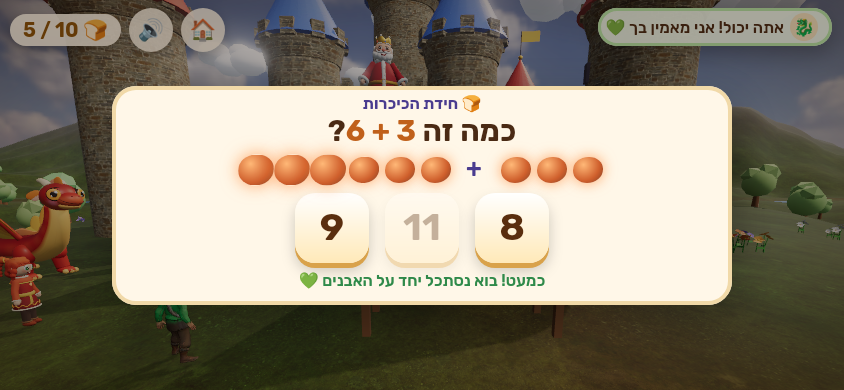 אתה יכול! אני מאמין בך 💚
5 / 10
חידת הכיכרות
כמה זה 3 + 6?
+
9 11 8
כמעט! בוא נסתכל יחד על האבנים 💚